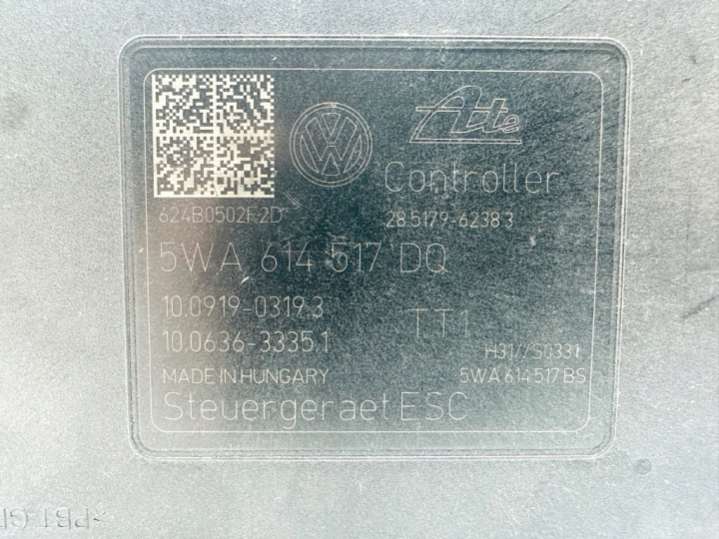 Ate
Controller
624B0502F2D
28.5179-6238.3
5WA 614 517 DQ
10.0919-0319.3
TT1
10.0636-3335.1
H31//S0331
MADE IN HUNGARY
5WA 614 517 BS
Steuergeraet ESC